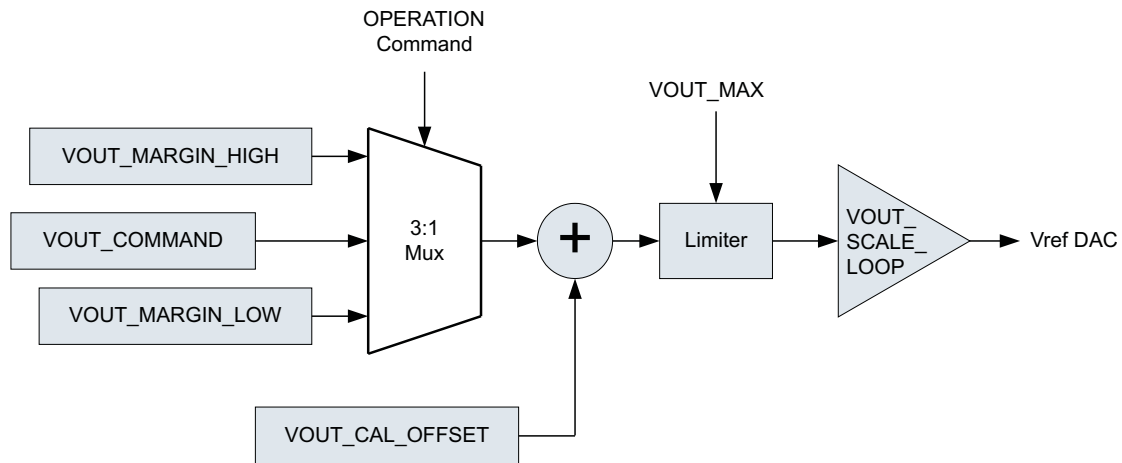 OPERATION
Command
VOUT_MAX
VOUT_MARGIN_HIGH
VOUT_COMMAND
VOUT_MARGIN_LOW
3:1
Mux
+
Limiter
VOUT_
SCALE_
LOOP
Vref DAC
VOUT_CAL_OFFSET